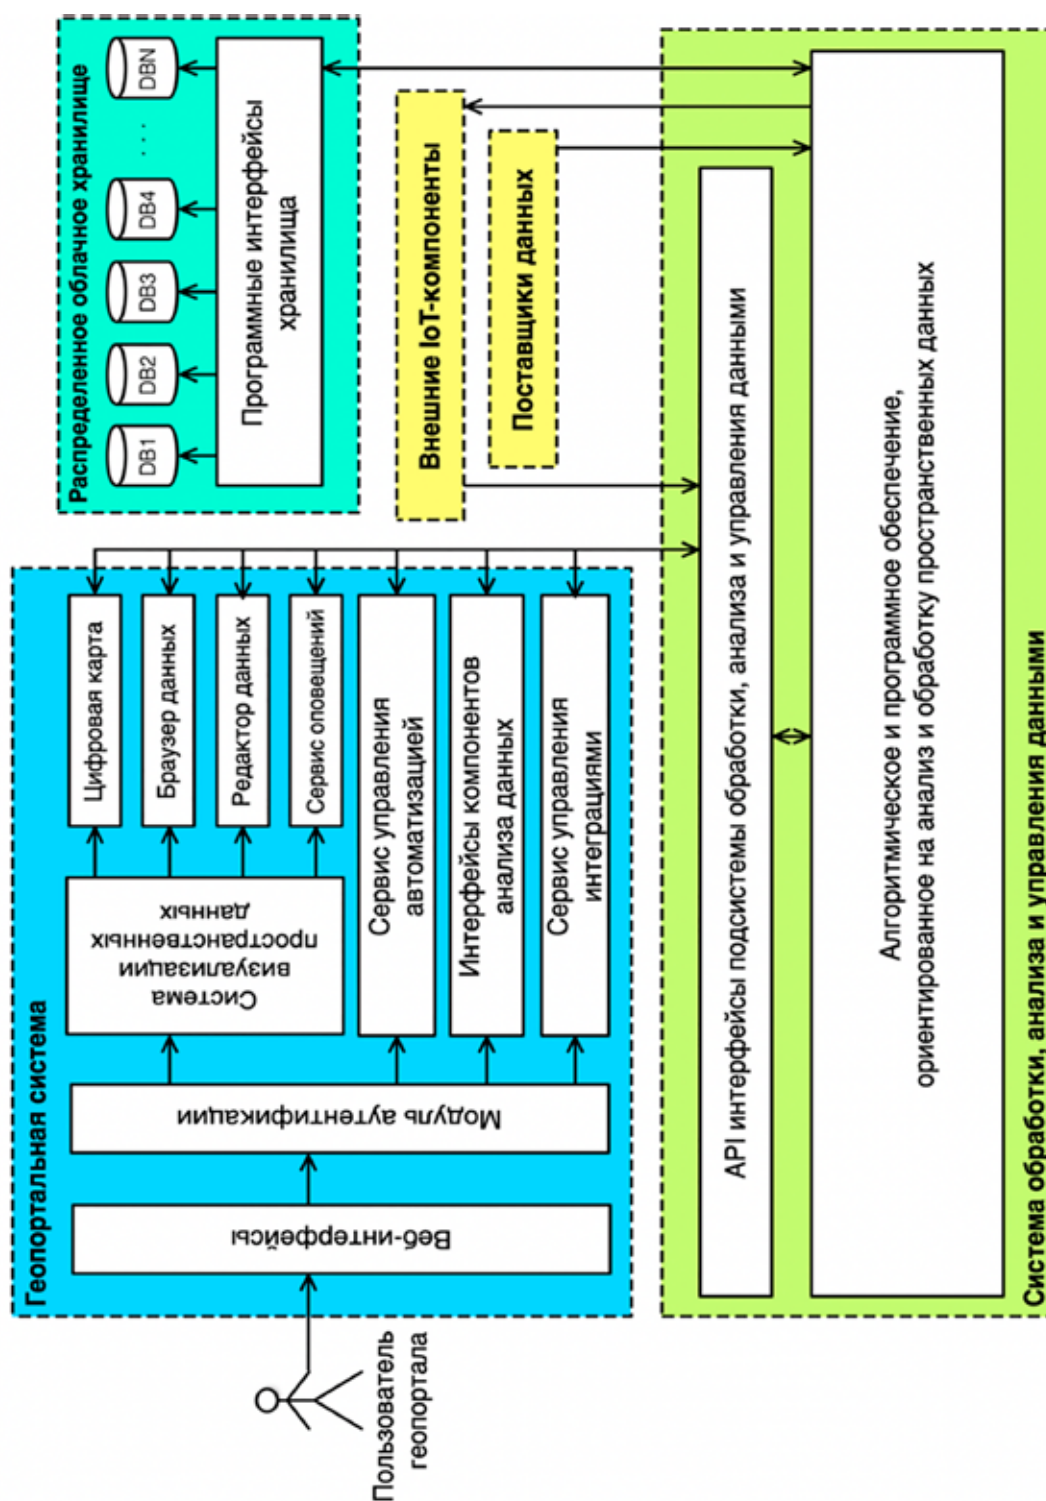 Пользователь
геопортала
Геопортальная система
Веб-интерфейсы
Модуль аутентификации
Система
визуализации
пространственных
данных
Цифровая карта
Браузер данных
Редактор данных
Сервис оповещений
Сервис управления
автоматизацией
Интерфейсы компонентов
анализа данных
Сервис управления
интеграциями
Распределенное облачное хранилище
DB1
DB2
DB3
DB4
. . . .
DBN
Программные интерфейсы
хранилища
Внешние IoT-компоненты
Поставщики данных
API интерфейсы подсистемы обработки, анализа и управления данными
Алгоритмическое и программное обеспечение,
ориентированное на анализ и обработку пространственных данных
Система обработки, анализа и управления данными